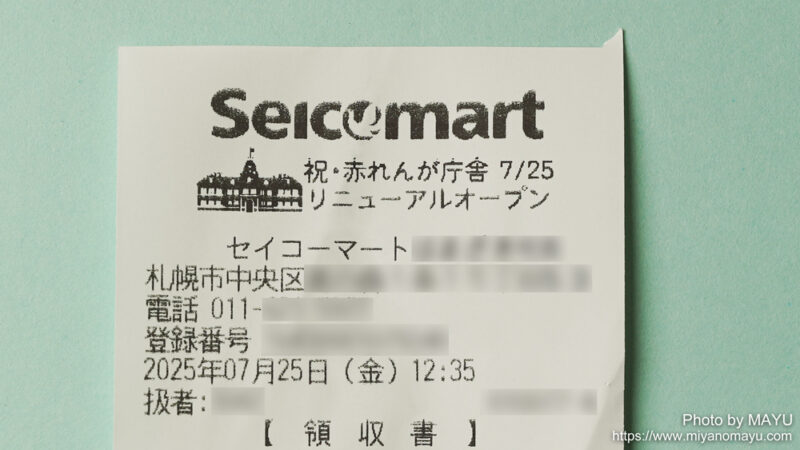 Seicomart
祝・赤れんが庁舎 7/25
リニューアルオープン
セイコーマート
札幌市中央区
電話 011-
登録番号
2025年07月25日（金）12:35
扱者:
【 領 収 書 】
Photo by MAYU
https://www.miyanomayu.com/